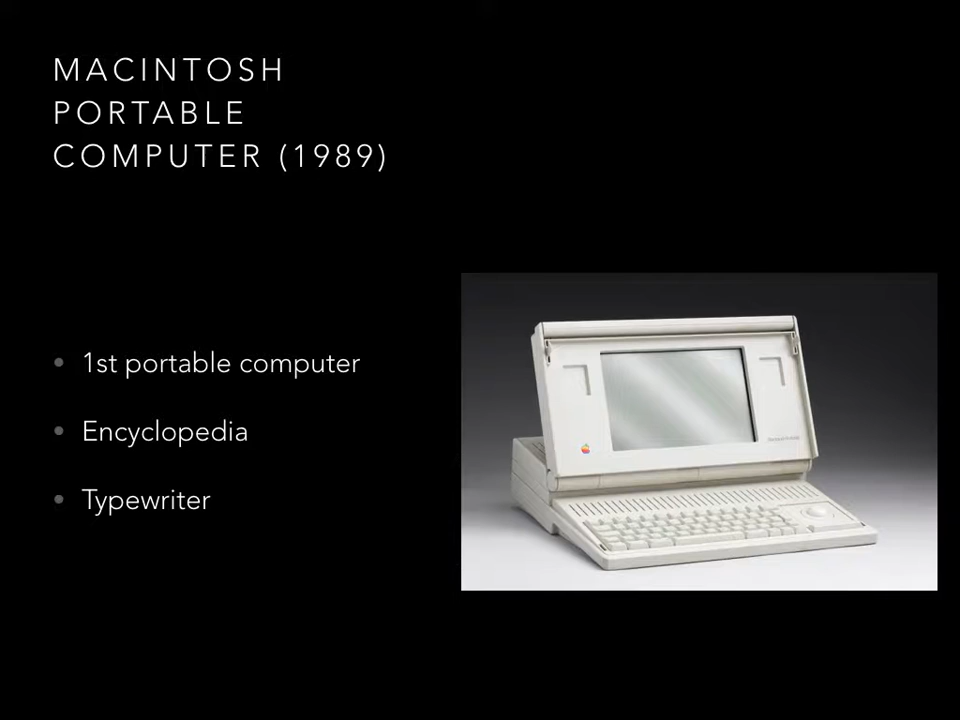 MACINTOSH
PORTABLE
COMPUTER (1989)
1st portable computer
Encyclopedia
Typewriter